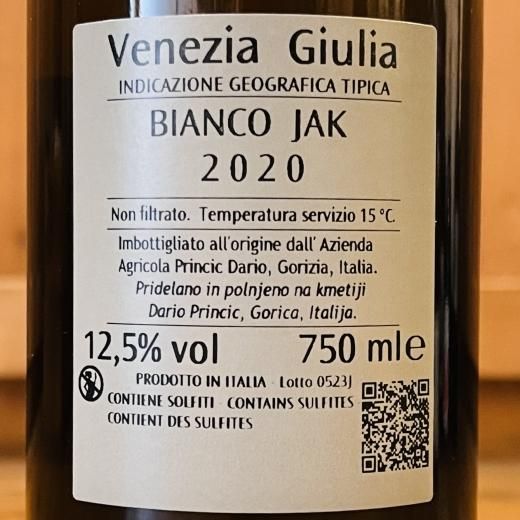 Venezia Giulia
INDICAZIONE GEOGRAFICA TIPICA
BIANCO JAK
2020
Non filtrato. Temperatura servizio 15 °C.
Imbottigliato all'origine dall' Azienda
Agricola Princic Dario, Gorizia, Italia.
Pridelano in polnjeno na kmetiji
Dario Princic, Gorica, Italija.
12,5% vol 750 ml e
PRODOTTO IN ITALIA - Lotto 0523J
CONTIENE SOLFITI - CONTAINS SULFITES
CONTIENT DES SULFITES